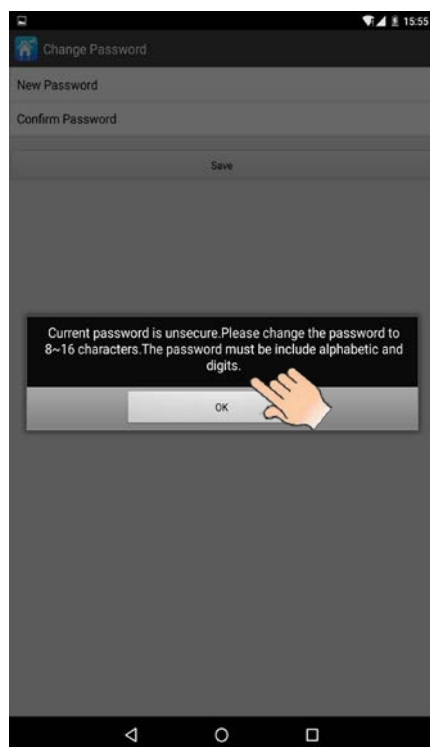 15:55
Change Password
New Password
Confirm Password
Save
Current password is unsecure.Please change the password to
8~16 characters.The password must be include alphabetic and
digits.
OK